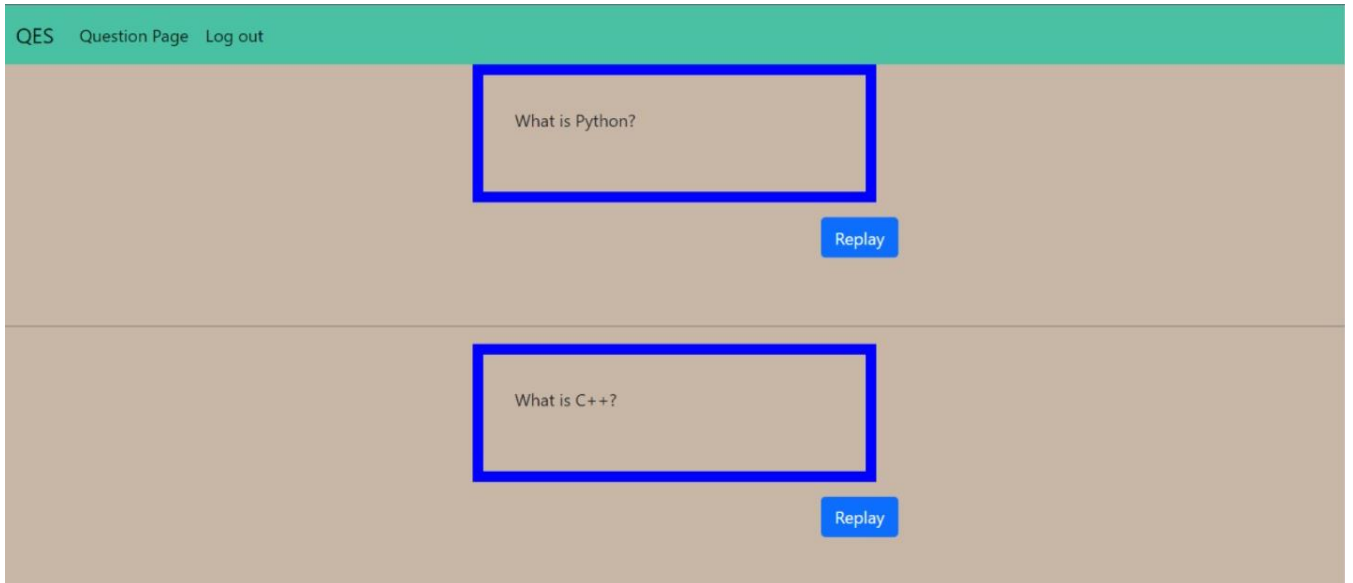 QES Question Page Log out
What is Python?
Replay
What is C++?
Replay